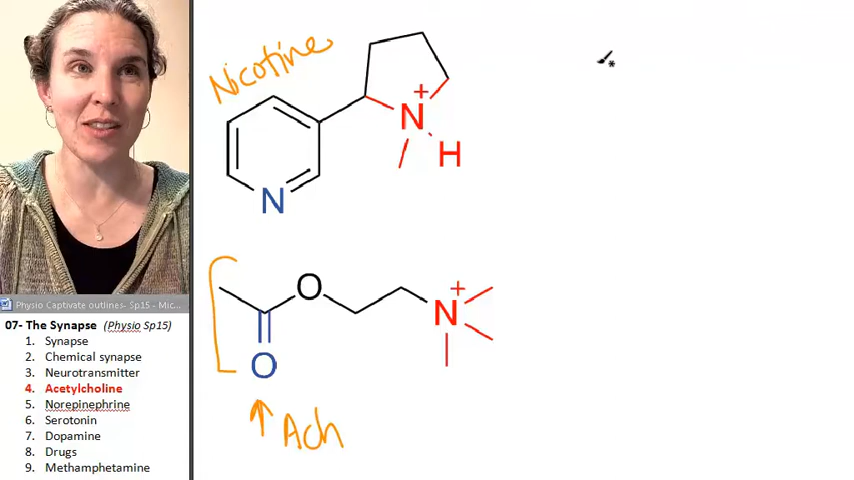 Nicotine
+
N
H
N
O
+
N
O
Ach
Physio Captivate outlines- Sp15 - Mic...
07- The Synapse (Physio Sp15)
1. Synapse
2. Chemical synapse
3. Neurotransmitter
4. Acetylcholine
5. Norepinephrine
6. Serotonin
7. Dopamine
8. Drugs
9. Methamphetamine